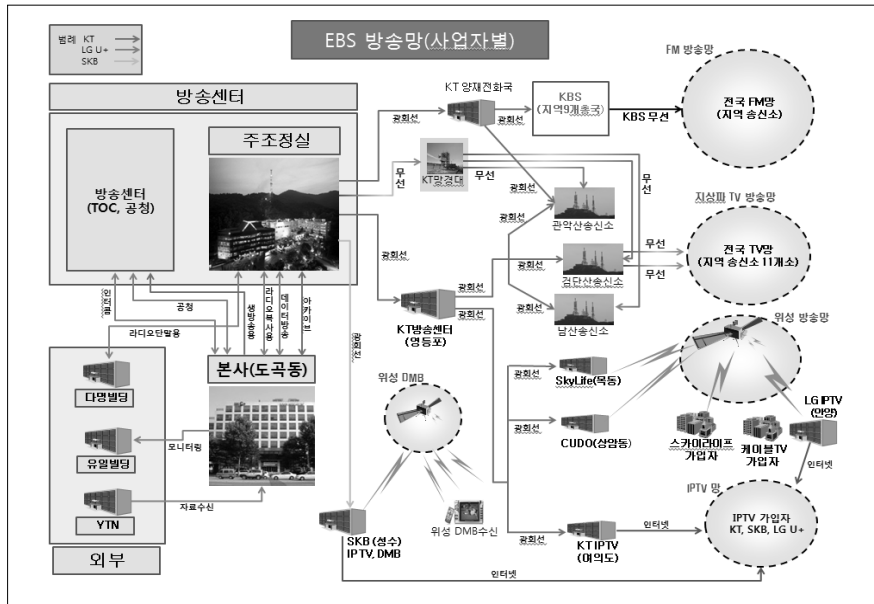 EBS 방송망(사업자별)
범례 KT
LG U+
SKB
방송센터
방송센터
(TOC, 공청)
주조정실
KT 양재전화국
KBS
(지역9개총국)
KBS 무선
FM 방송망
전국 FM망
(지역 송신소)
광회선
광회선
무선
KT망경대
무선
광회선
광회선
무선
관악산송신소
지상파 TV 방송망
무선
무선
전국 TV망
(지역 송신소 11개소)
광회선
광회선
검단산송신소
광회선
남산송신소
KT방송센터
(영등포)
광회선
인터폼
공청
라디오단말용
생방송용
라디오복사용
데이터방송
아카이브
광회선
본사(도곡동)
다명빌딩
유일빌딩
모니터링
YTN
자료수신
외부
위성 DMB
위성 DMB수신
SKB (성수)
IPTV, DMB
광회선
SkyLife(목동)
광회선
CUDO(상암동)
위성 방송망
스카이라이프
가입자
케이블TV
가입자
LG IPTV
(안양)
인터넷
IPTV 망
IPTV 가입자
KT, SKB, LG U+
광회선
KT IPTV
(여의도)
인터넷
인터넷